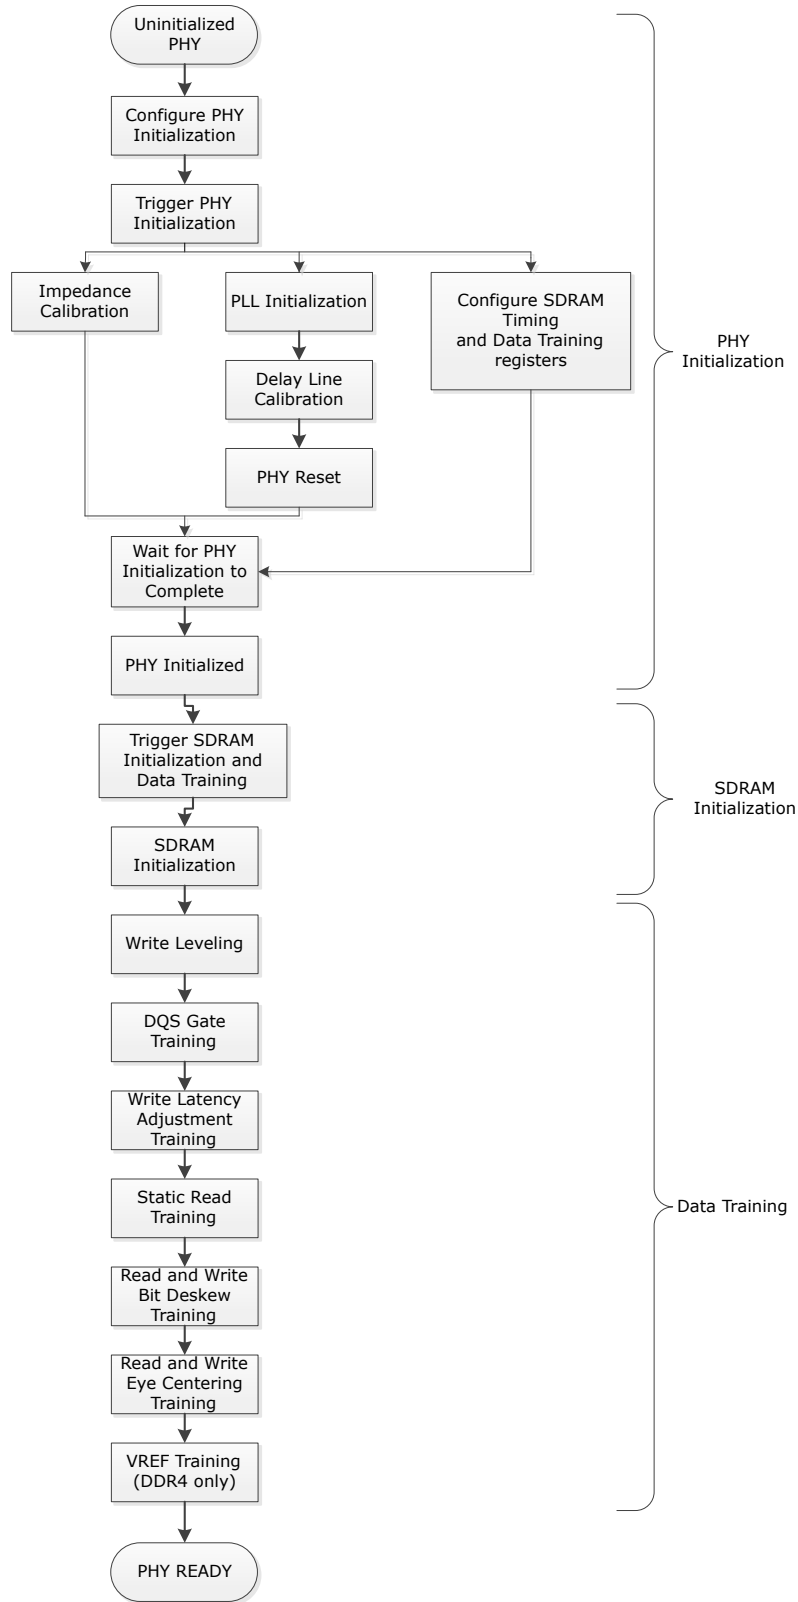 Uninitialized
PHY
Configure PHY
Initialization
Trigger PHY
Initialization
Impedance
Calibration
PLL Initialization
Configure SDRAM
Timing
and Data Training
registers
Delay Line
Calibration
PHY Reset
Wait for PHY
Initialization to
Complete
PHY Initialized
PHY
Initialization
Trigger SDRAM
Initialization and
Data Training
SDRAM
Initialization
SDRAM
Initialization
Write Leveling
DQS Gate
Training
Write Latency
Adjustment
Training
Static Read
Training
Read and Write
Bit Deskew
Training
Read and Write
Eye Centering
Training
VREF Training
(DDR4 only)
Data Training
PHY READY